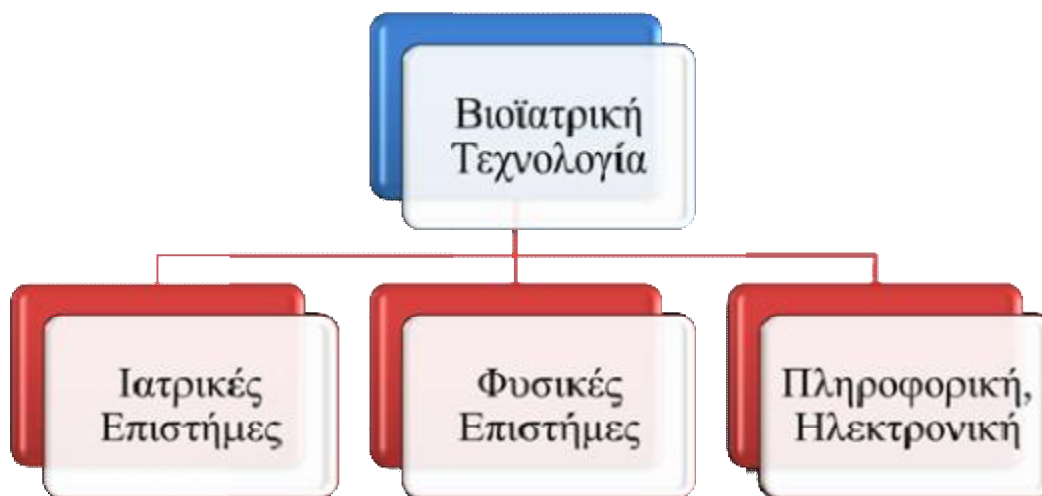 Βιοϊατρική
Τεχνολογία
Ιατρικές
Επιστήμες
Φυσικές
Επιστήμες
Πληροφορική,
Ηλεκτρονική